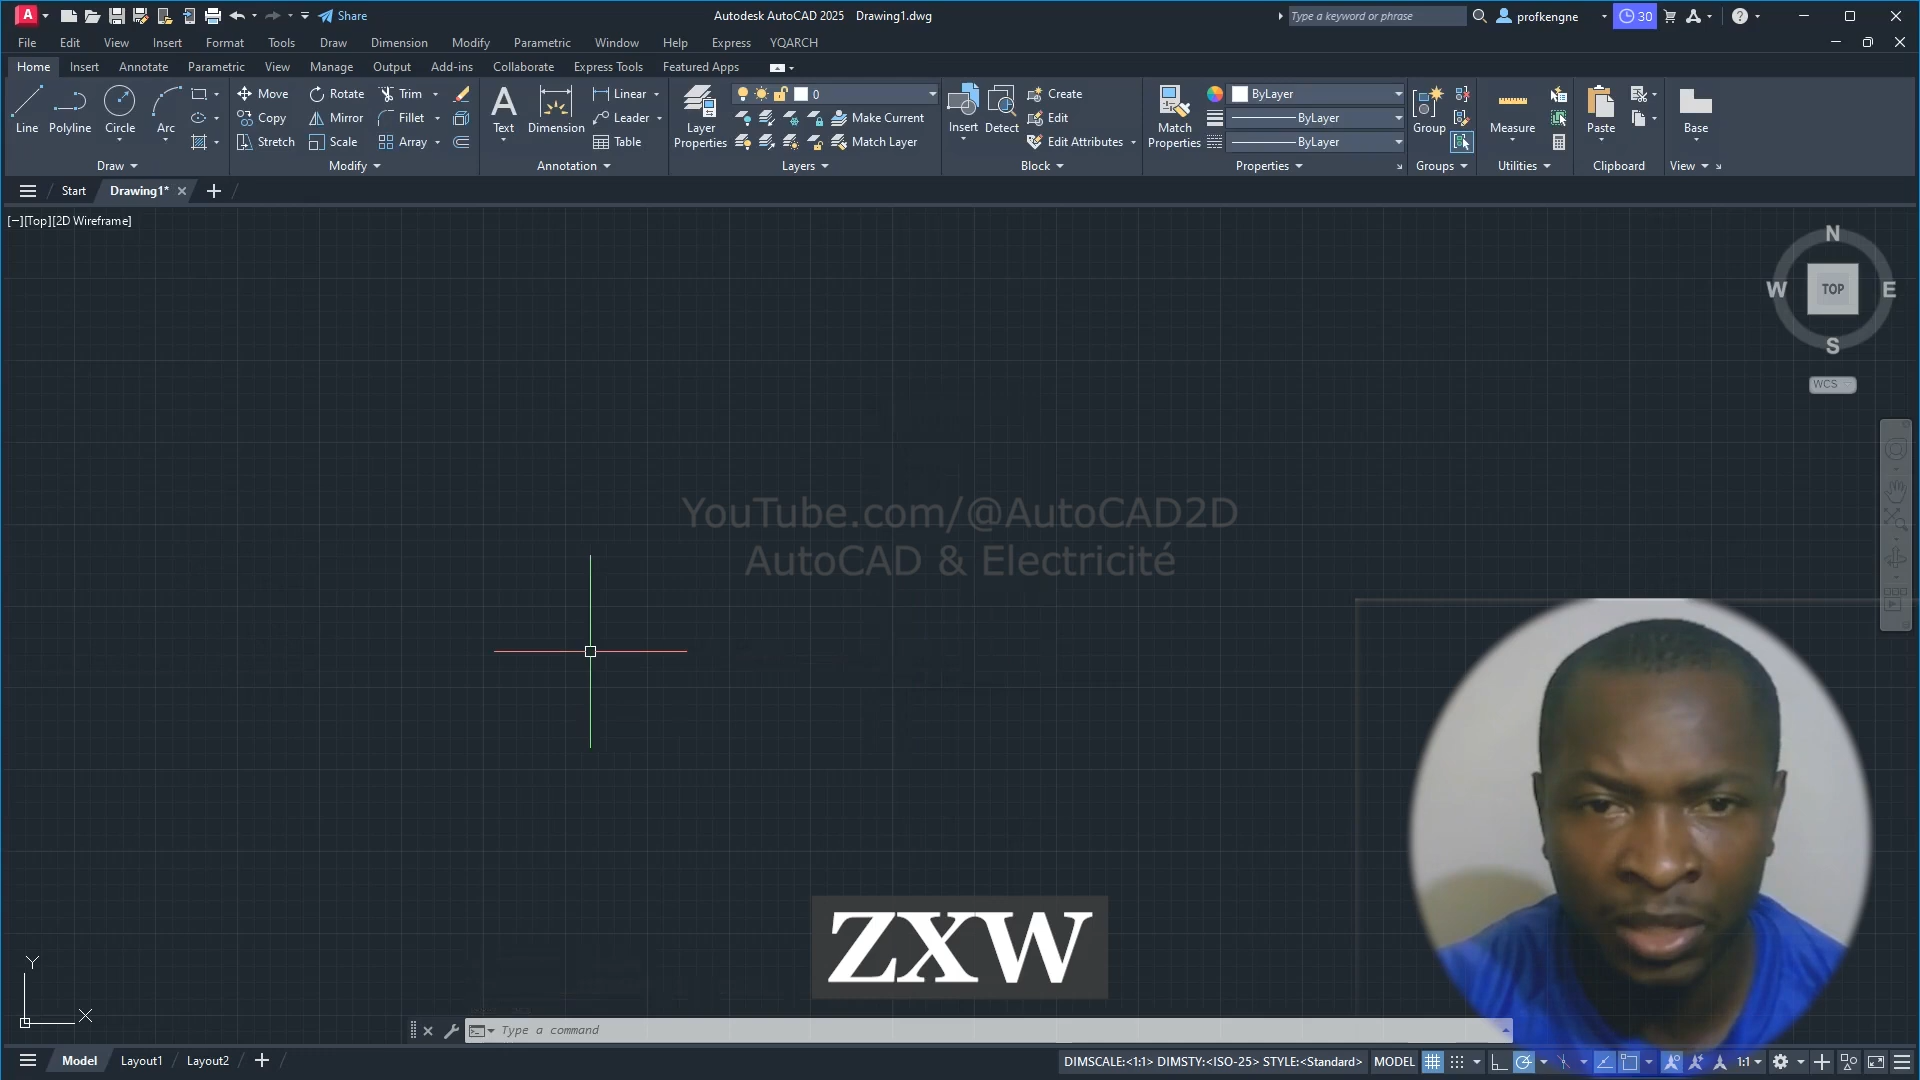 Share
Autodesk AutoCAD 2025 Drawing1.dwg
Type a keyword or phrase
profkengne
30
File Edit View Insert Format Tools Draw Dimension Modify Parametric Window Help Express YQARCH
Home Insert Annotate Parametric View Manage Output Add-ins Collaborate Express Tools Featured Apps
Line Polyline Circle Arc
Draw
Move Rotate Trim
Copy Mirror Fillet
Stretch Scale Array
Modify
Text Dimension
Linear
Leader
Table
Annotation
Layer Properties
0
Make Current
Match Layer
Layers
Insert Detect
Create
Edit
Edit Attributes
Block
Match Properties
ByLayer
ByLayer
ByLayer
Properties
Group
Groups
Measure
Utilities
Paste
Clipboard
Base
View
Start Drawing1*
[−][Top][2D Wireframe]
N
W TOP E
S
WCS
YouTube.com/@AutoCAD2D
AutoCAD & Electricité
ZXW
Y
X
Type a command
Model Layout1 Layout2
DIMSCALE:<1:1> DIMSTY:<ISO-25> STYLE:<Standard> MODEL 1:1